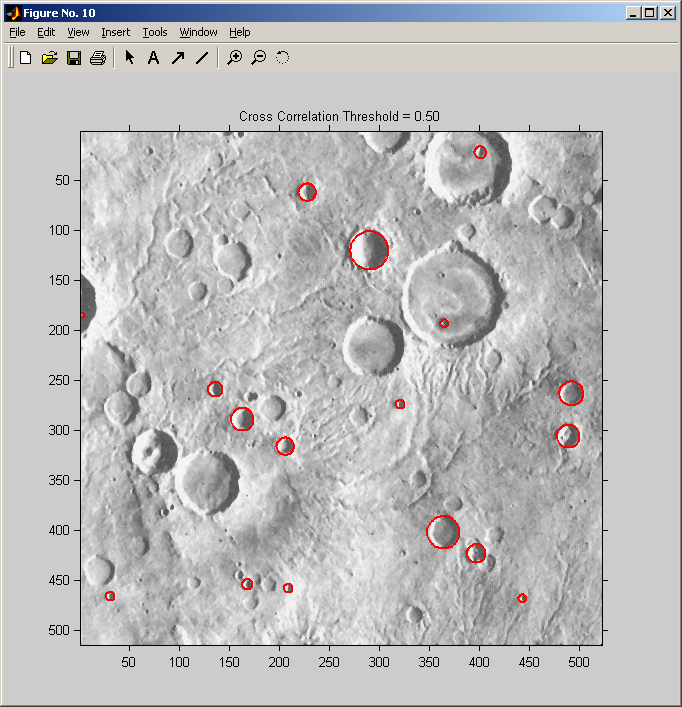 Figure No. 10
File Edit View Insert Tools Window Help
A
Cross Correlation Threshold = 0.50
50
100
150
200
250
300
350
400
450
500
50 100 150 200 250 300 350 400 450 500